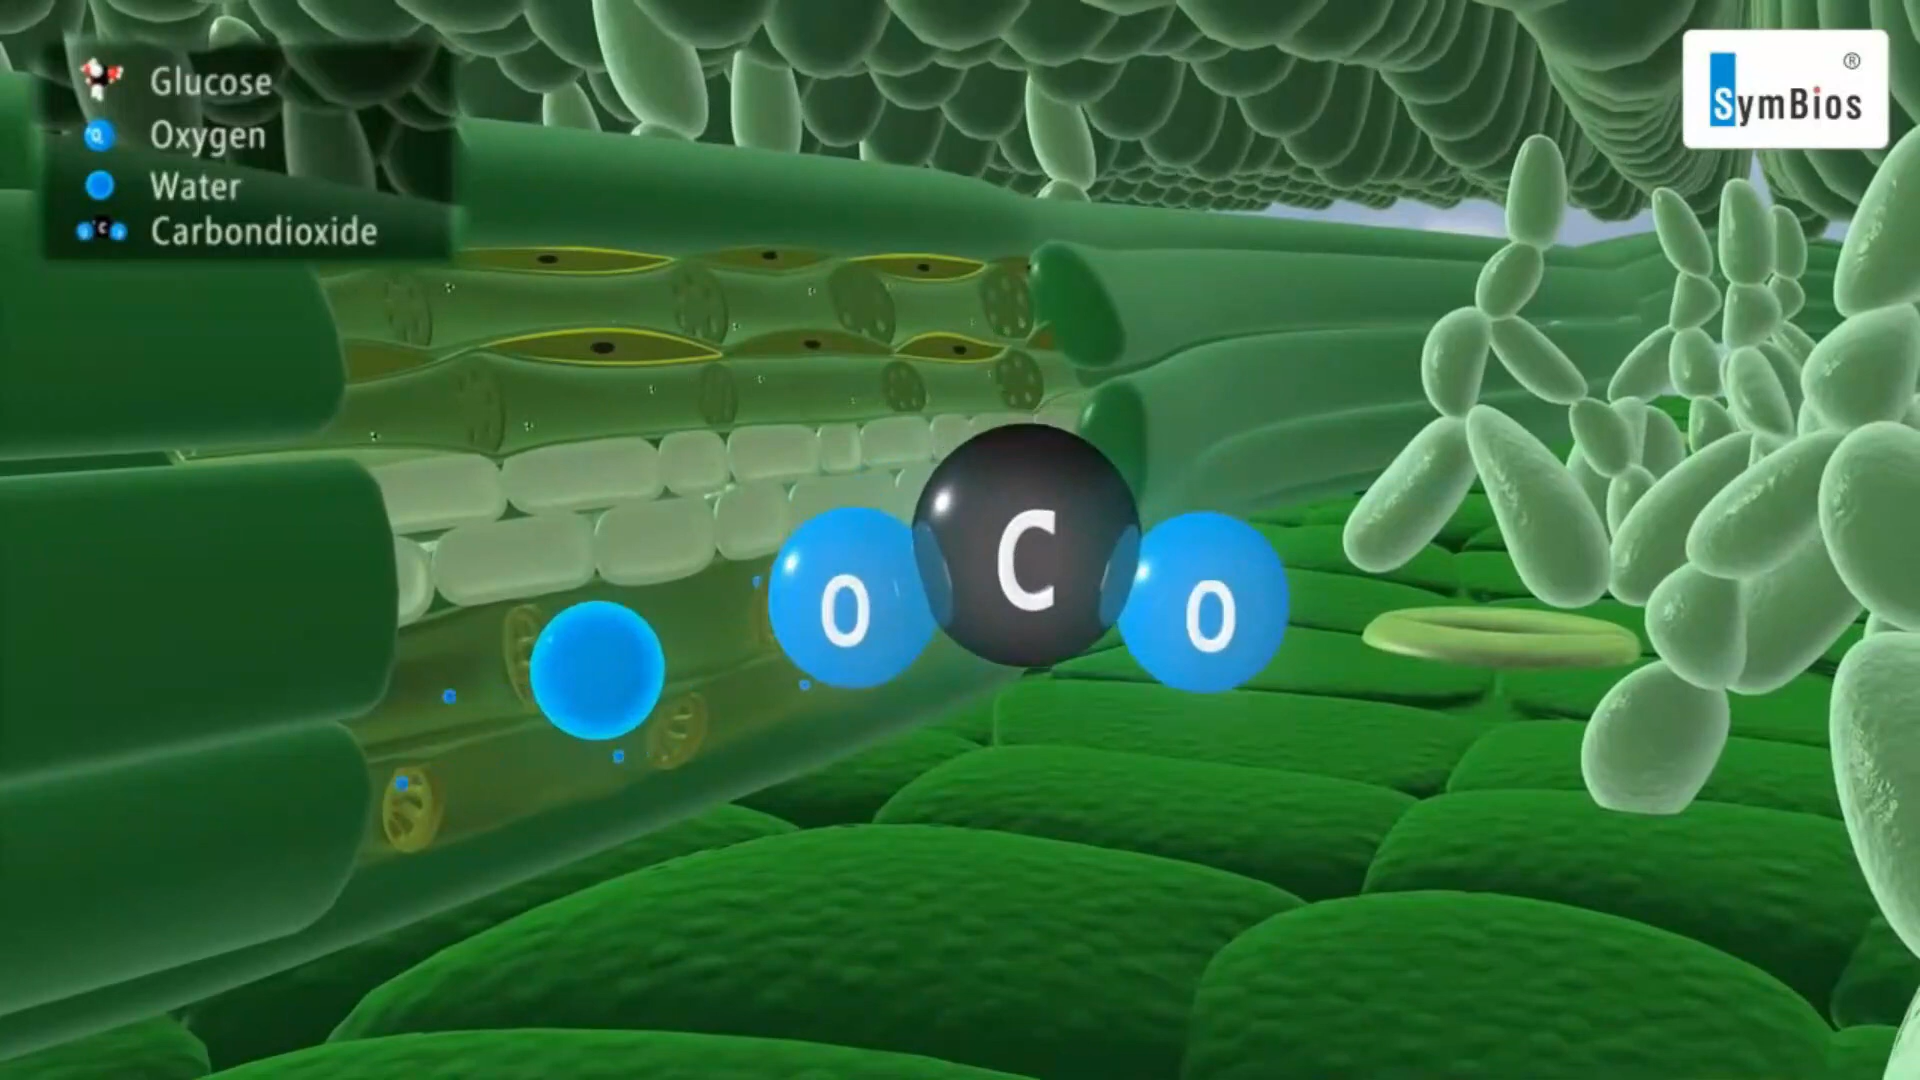 Glucose
Oxygen
Water
Carbondioxide
SymBios®
C
O
O